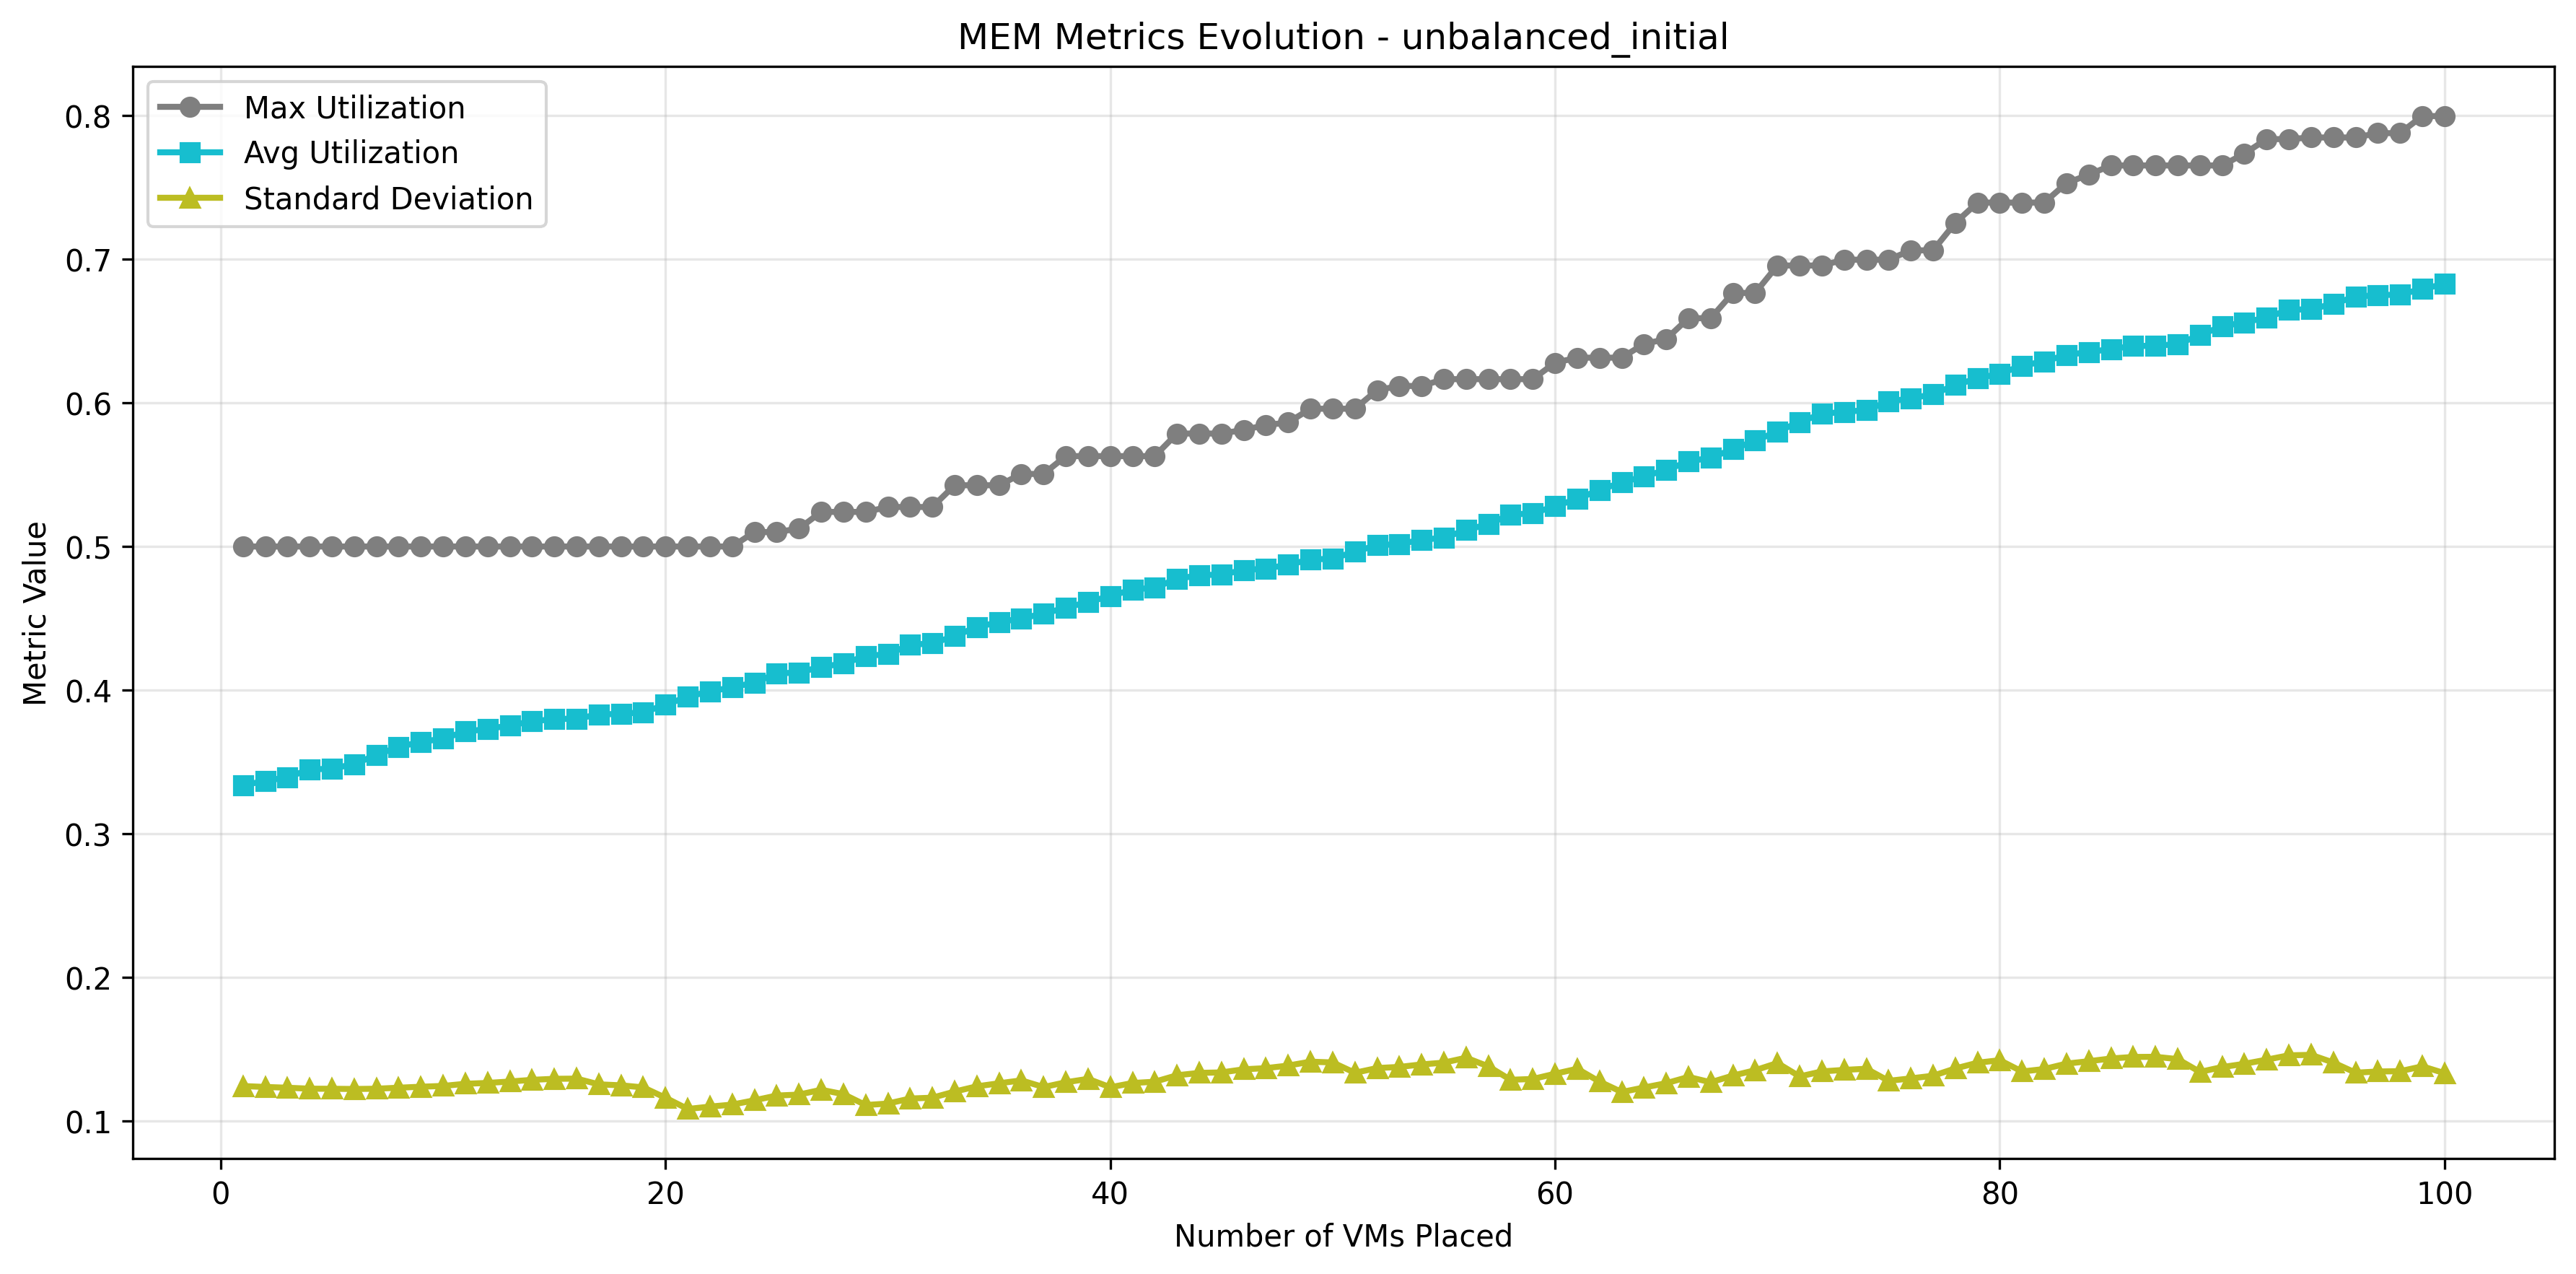 MEM Metrics Evolution - unbalanced_initial
Max Utilization
Avg Utilization
Standard Deviation
Metric Value
0.8
0.7
0.6
0.5
0.4
0.3
0.2
0.1
0 20 40 60 80 100
Number of VMs Placed